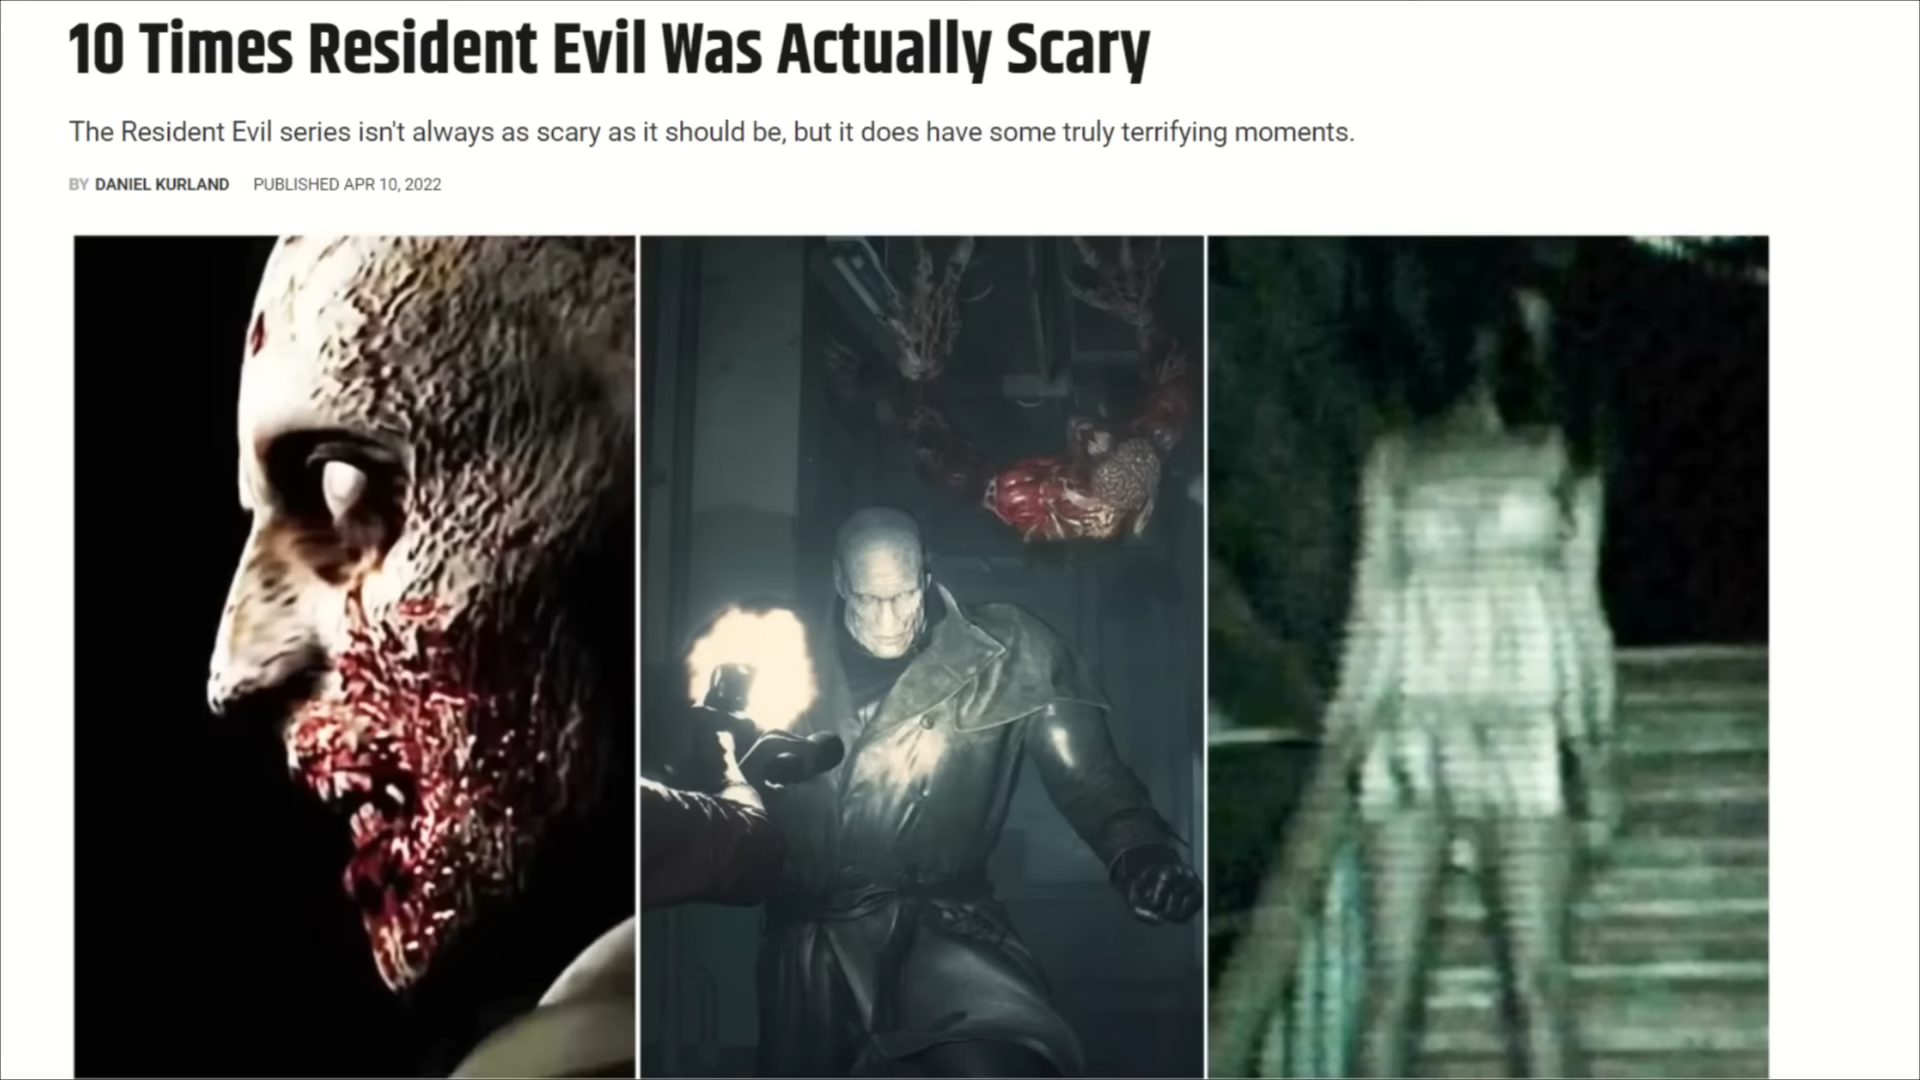 10 Times Resident Evil Was Actually Scary
The Resident Evil series isn't always as scary as it should be, but it does have some truly terrifying moments.
BY DANIEL KURLAND PUBLISHED APR 10, 2022